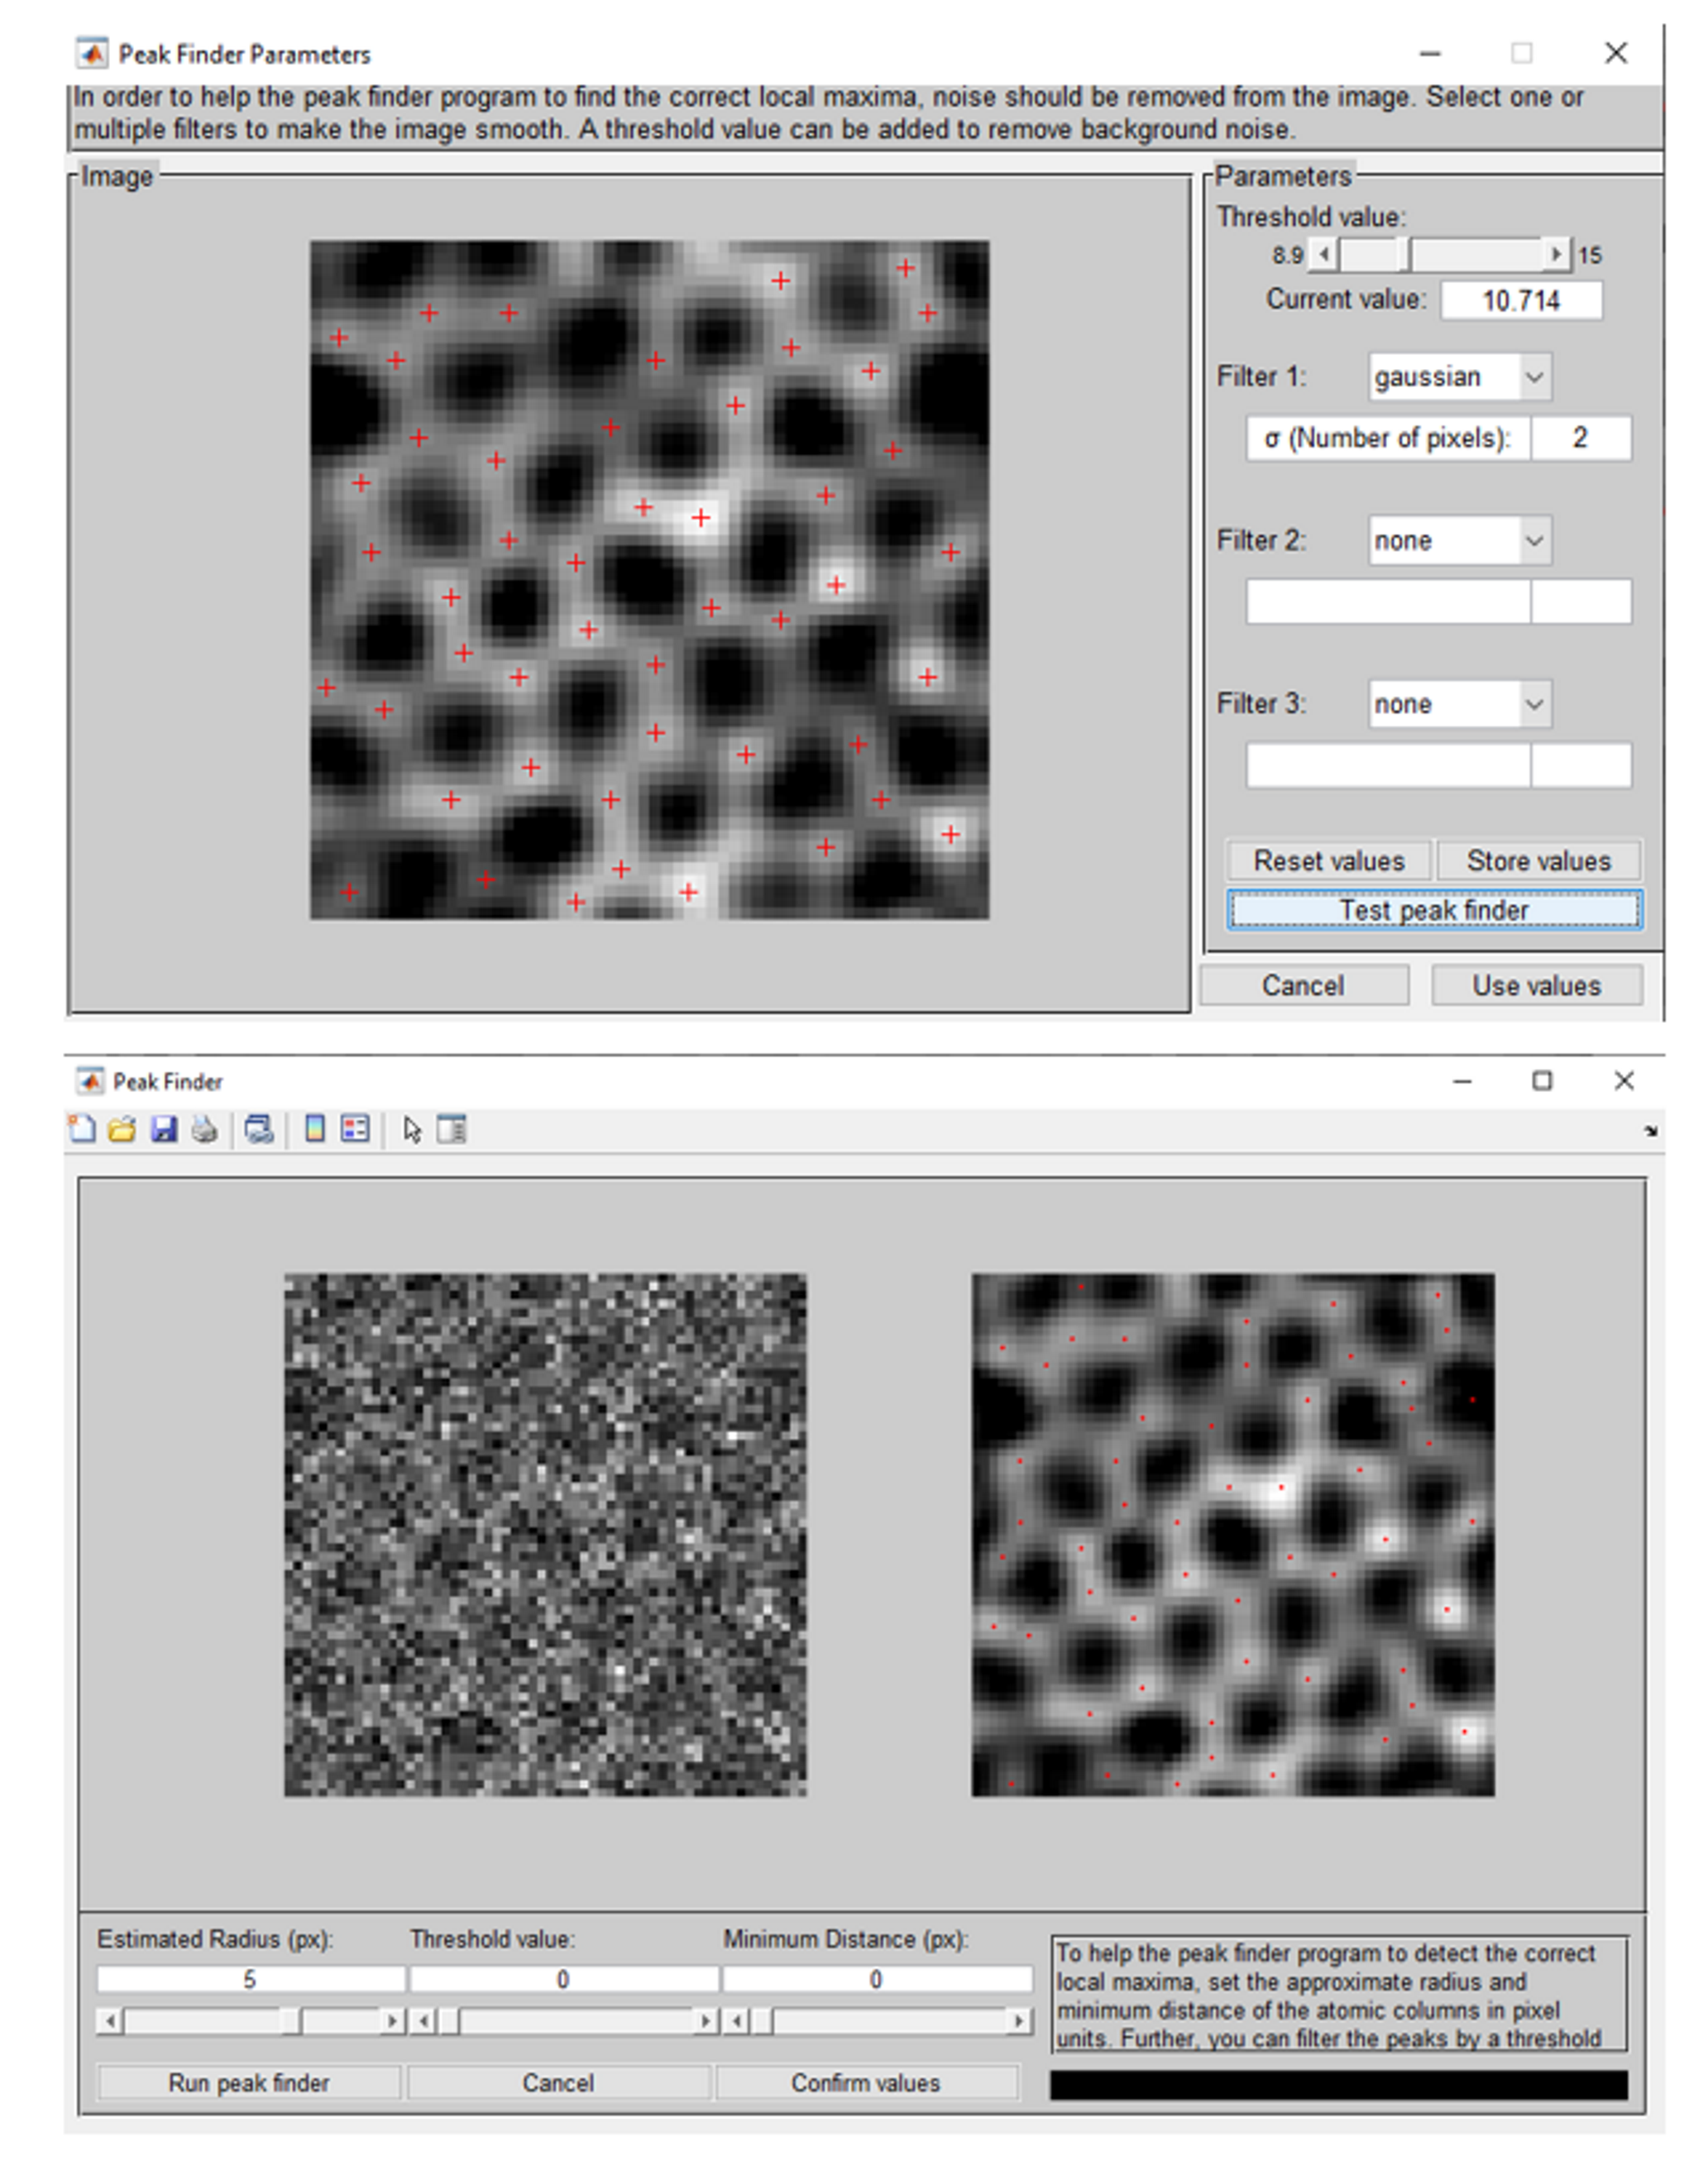 Peak Finder Parameters
In order to help the peak finder program to find the correct local maxima, noise should be removed from the image. Select one or
multiple filters to make the image smooth. A threshold value can be added to remove background noise.
Image
Parameters
Threshold value:
8.9 15
Current value: 10.714
Filter 1: gaussian
σ (Number of pixels): 2
Filter 2: none
Filter 3: none
Reset values Store values
Test peak finder
Cancel Use values
Peak Finder
Estimated Radius (px): Threshold value: Minimum Distance (px):
5 0 0
Run peak finder Cancel Confirm values
To help the peak finder program to detect the correct
local maxima, set the approximate radius and
minimum distance of the atomic columns in pixel
units. Further, you can filter the peaks by a threshold